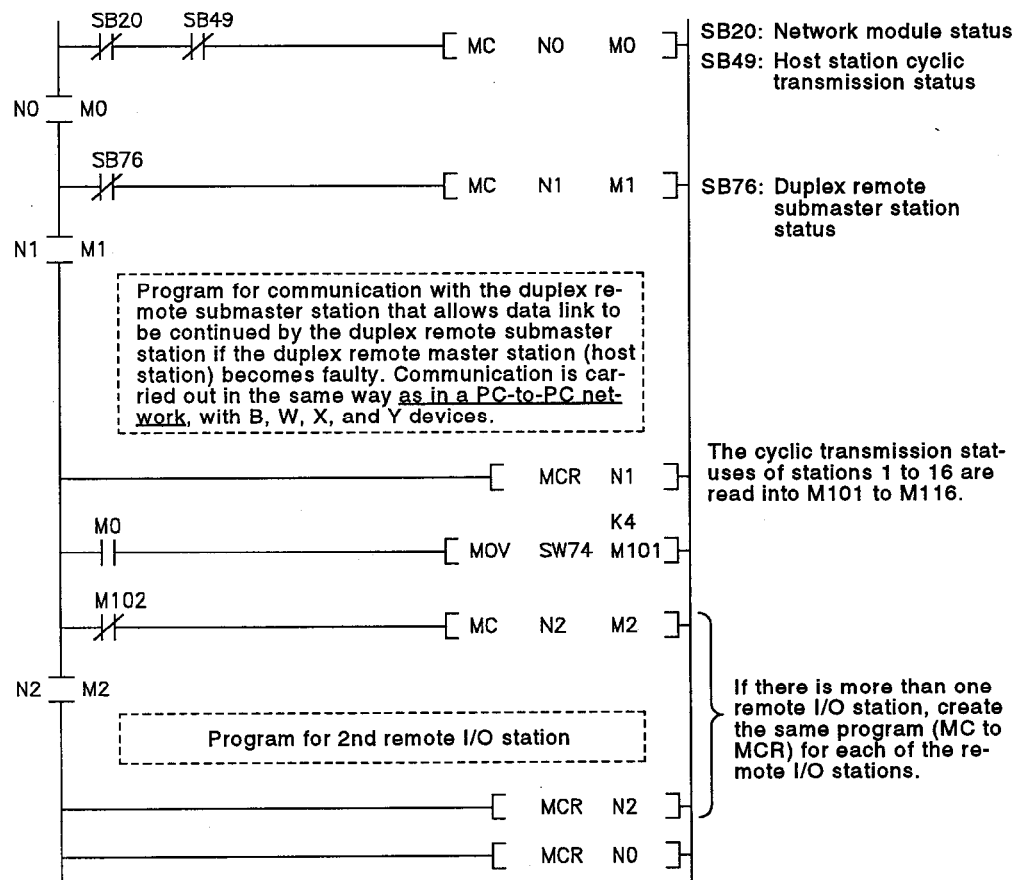 SB20 SB49
MC N0 M0
SB20: Network module status
SB49: Host station cyclic
transmission status
N0 M0
SB76
MC N1 M1
SB76: Duplex remote
submaster station
status
N1 M1
Program for communication with the duplex re-
mote submaster station that allows data link to
be continued by the duplex remote submaster
station if the duplex remote master station (host
station) becomes faulty. Communication is car-
ried out in the same way as in a PC-to-PC net-
work, with B, W, X, and Y devices.
MCR N1
The cyclic transmission stat-
uses of stations 1 to 16 are
read into M101 to M116.
M0
K4
MOV SW74 M101
M102
MC N2 M2
N2 M2
If there is more than one
remote I/O station, create
the same program (MC to
MCR) for each of the re-
mote I/O stations.
Program for 2nd remote I/O station
MCR N2
MCR N0